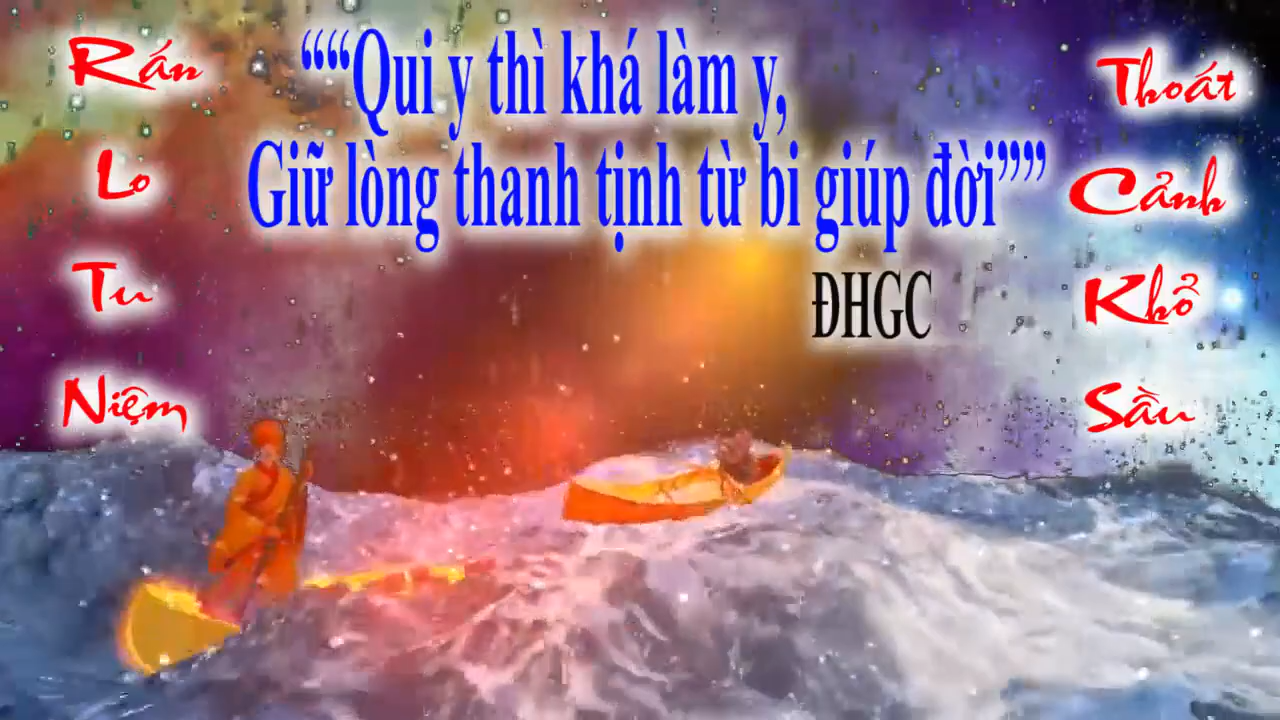 Rán
Lo
Tu
Niệm
““Qui y thì khá làm y,
Giữ lòng thanh tịnh từ bi giúp đời””
ĐHGC
Thoát
Cảnh
Khổ
Sầu